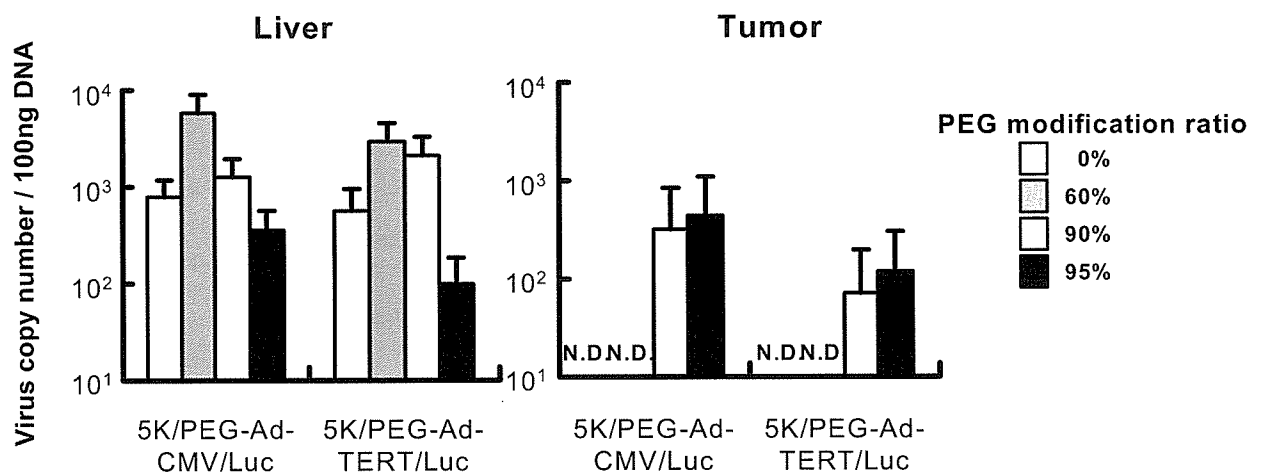 Liver
Tumor
Virus copy number / 100ng DNA
10⁴
10³
10²
10¹
5K/PEG-Ad-
CMV/Luc
5K/PEG-Ad-
TERT/Luc
10⁴
10³
10²
10¹
N.D.N.D.
N.D.N.D
5K/PEG-Ad-
CMV/Luc
5K/PEG-Ad-
TERT/Luc
PEG modification ratio
0%
60%
90%
95%